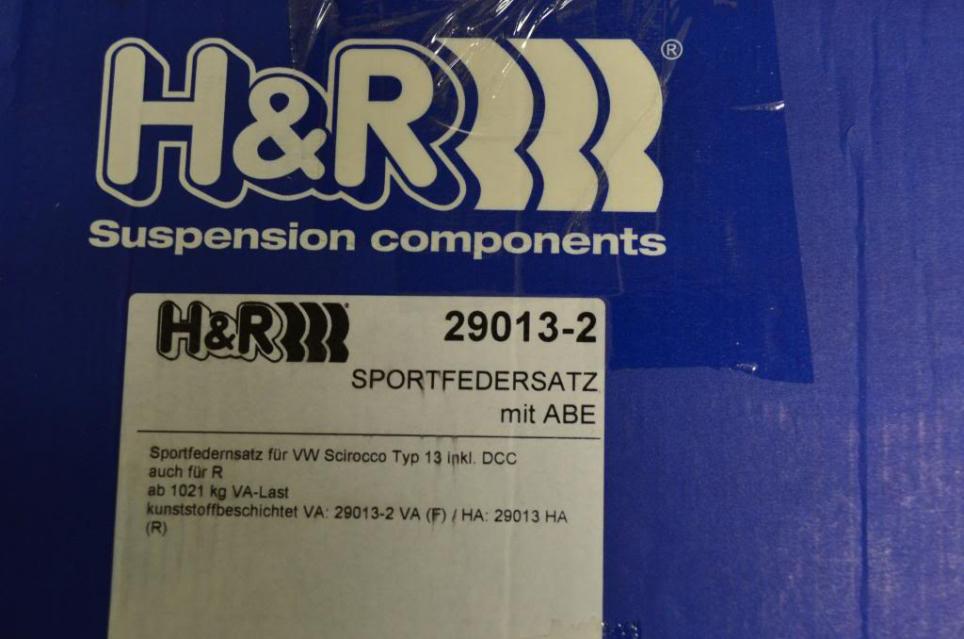 H&R®
Suspension components
H&R®
29013-2
SPORTFEDERSATZ
mit ABE
Sportfedernsatz für VW Scirocco Typ 13 inkl. DCC
auch für R
ab 1021 kg VA-Last
kunststoffbeschichtet VA: 29013-2 VA (F) / HA: 29013 HA
(R)